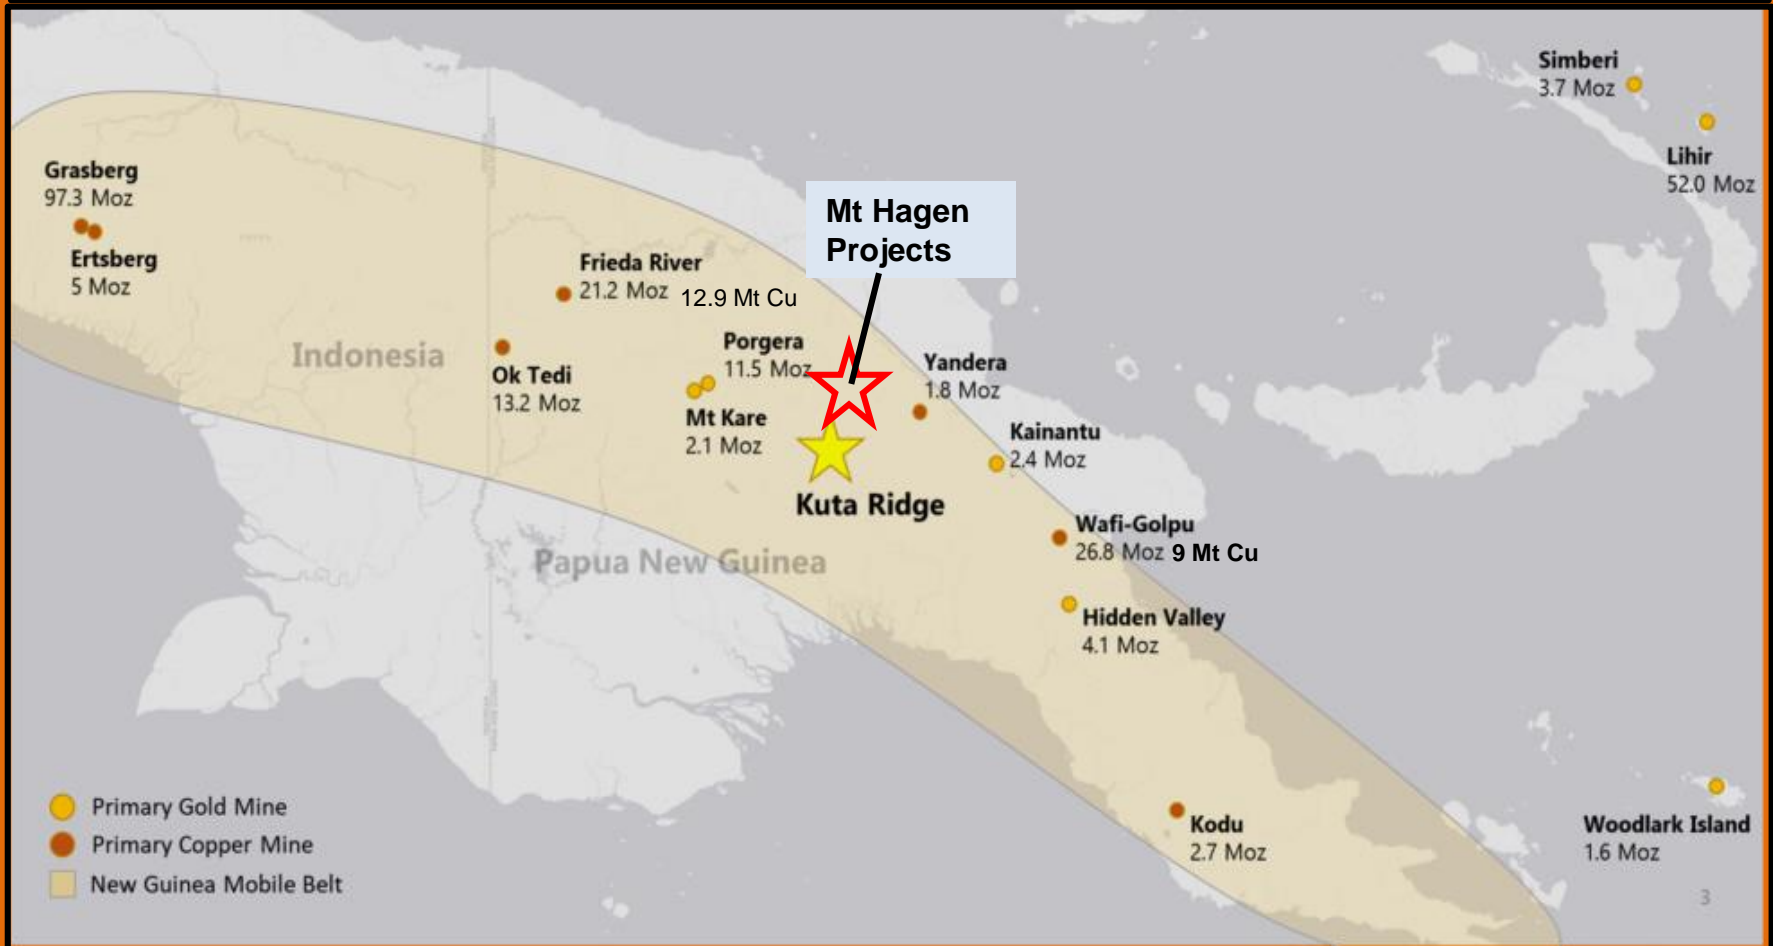 Simberi
3.7 Moz
Lihir
52.0 Moz
Grasberg
97.3 Moz
Ertsberg
5 Moz
Mt Hagen
Projects
Frieda River
21.2 Moz 12.9 Mt Cu
Indonesia
Ok Tedi
13.2 Moz
Porgera
11.5 Moz
Mt Kare
2.1 Moz
Yandera
1.8 Moz
Kainantu
2.4 Moz
Kuta Ridge
Papua New Guinea
Wafi-Golpu
26.8 Moz 9 Mt Cu
Hidden Valley
4.1 Moz
Kodu
2.7 Moz
Woodlark Island
1.6 Moz
Primary Gold Mine
Primary Copper Mine
New Guinea Mobile Belt
3